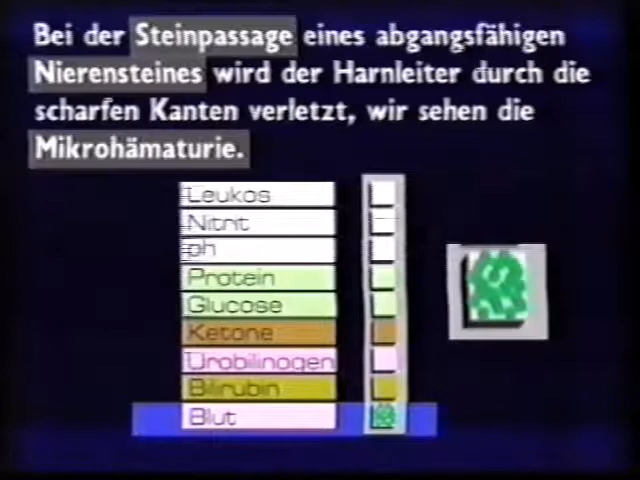 Bei der Steinpassage eines abgangsfähigen
Nierensteines wird der Harnleiter durch die
scharfen Kanten verletzt, wir sehen die
Mikrohämaturie.
Leukos
Nitrit
ph
Protein
Glucose
Ketone
Urobilinogen
Bilirubin
Blut